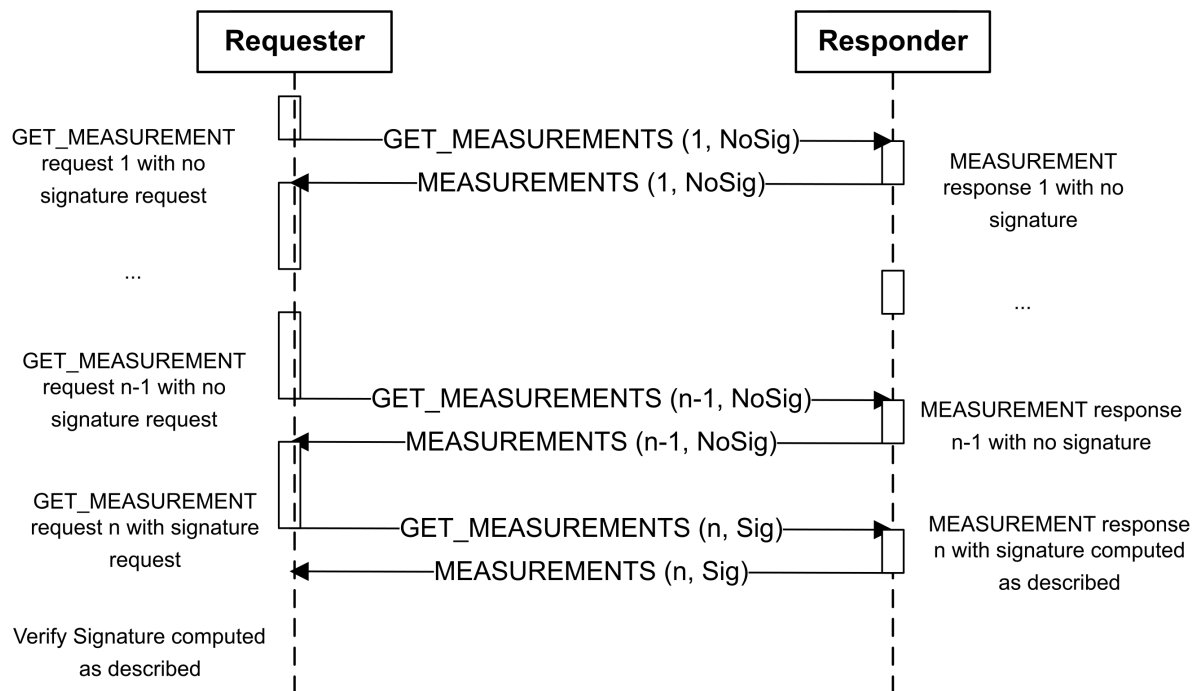 Requester
Responder
GET_MEASUREMENT
request 1 with no
signature request
GET_MEASUREMENTS (1, NoSig)
MEASUREMENTS (1, NoSig)
MEASUREMENT
response 1 with no
signature
...
...
GET_MEASUREMENT
request n-1 with no
signature request
GET_MEASUREMENTS (n-1, NoSig)
MEASUREMENTS (n-1, NoSig)
MEASUREMENT response
n-1 with no signature
GET_MEASUREMENT
request n with signature
request
GET_MEASUREMENTS (n, Sig)
MEASUREMENTS (n, Sig)
MEASUREMENT response
n with signature computed
as described
Verify Signature computed
as described